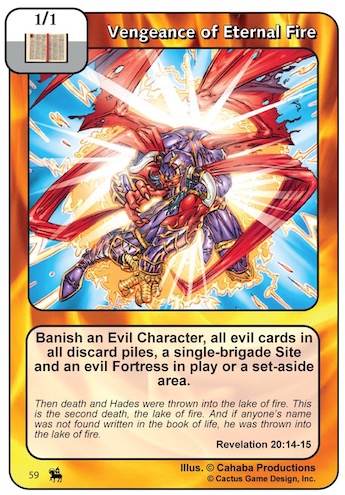 1/1
Vengeance of Eternal Fire
Banish an Evil Character, all evil cards in
all discard piles, a single-brigade Site
and an evil Fortress in play or a set-aside
area.
Then death and Hades were thrown into the lake of fire. This
is the second death, the lake of fire. And if anyone's name
was not found written in the book of life, he was thrown into
the lake of fire.
Revelation 20:14-15
59
Illus. © Cahaba Productions
© Cactus Game Design, Inc.